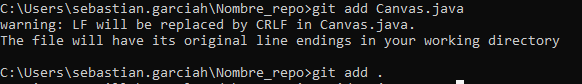 C:\Users\sebastian.garciah\Nombre_repo>git add Canvas.java
warning: LF will be replaced by CRLF in Canvas.java.
The file will have its original line endings in your working directory
C:\Users\sebastian.garciah\Nombre_repo>git add .